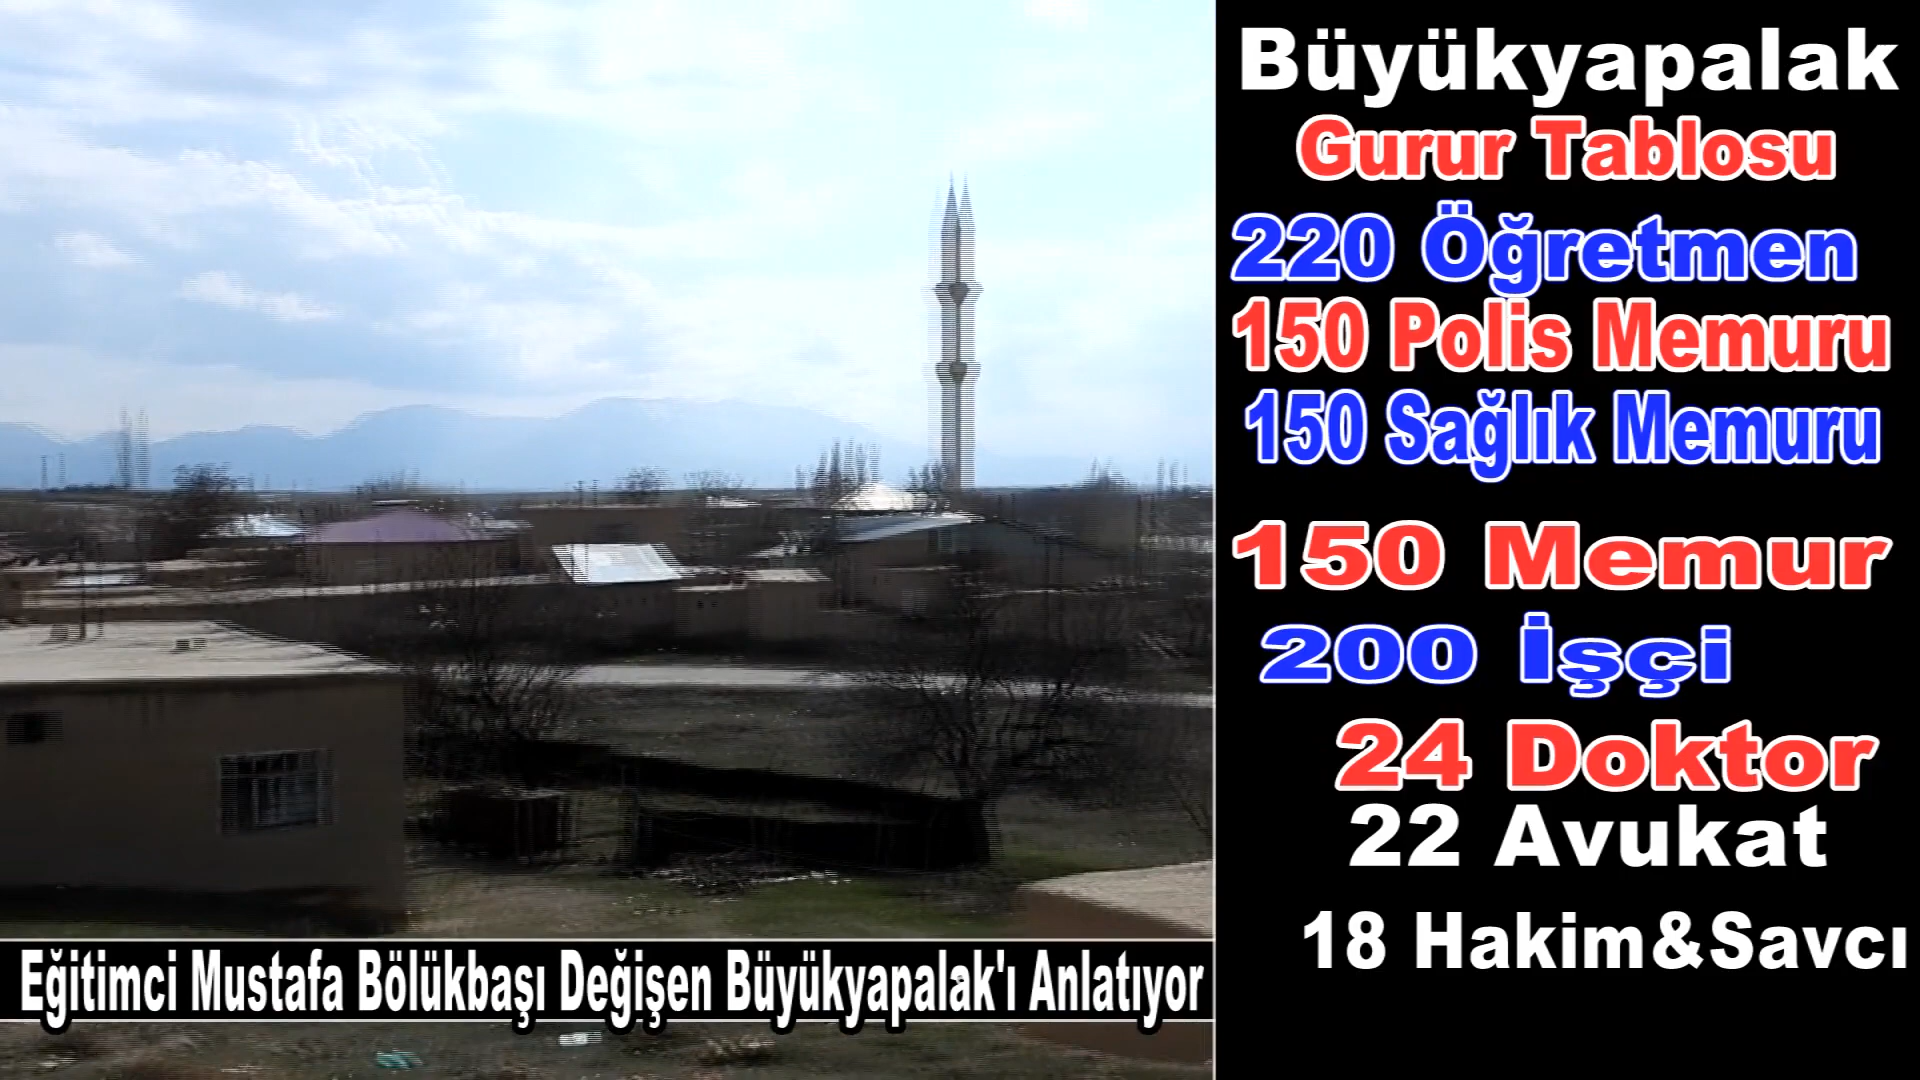 Büyükyapalak
Gurur Tablosu
220 Öğretmen
150 Polis Memuru
150 Sağlık Memuru
150 Memur
200 İşçi
24 Doktor
22 Avukat
18 Hakim&Savcı
Eğitimci Mustafa Bölükbaşı Değişen Büyükyapalak'ı Anlatıyor